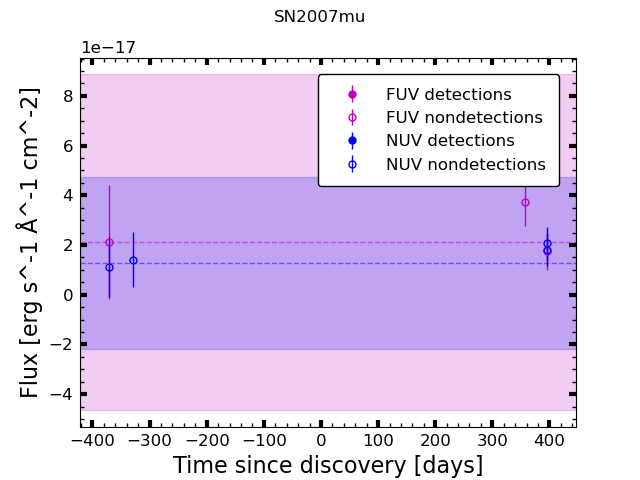 SN2007mu
1e−17
FUV detections
FUV nondetections
NUV detections
NUV nondetections
8
6
4
2
0
−2
−4
Flux [erg s^-1 Å^-1 cm^-2]
−400 −300 −200 −100 0 100 200 300 400
Time since discovery [days]